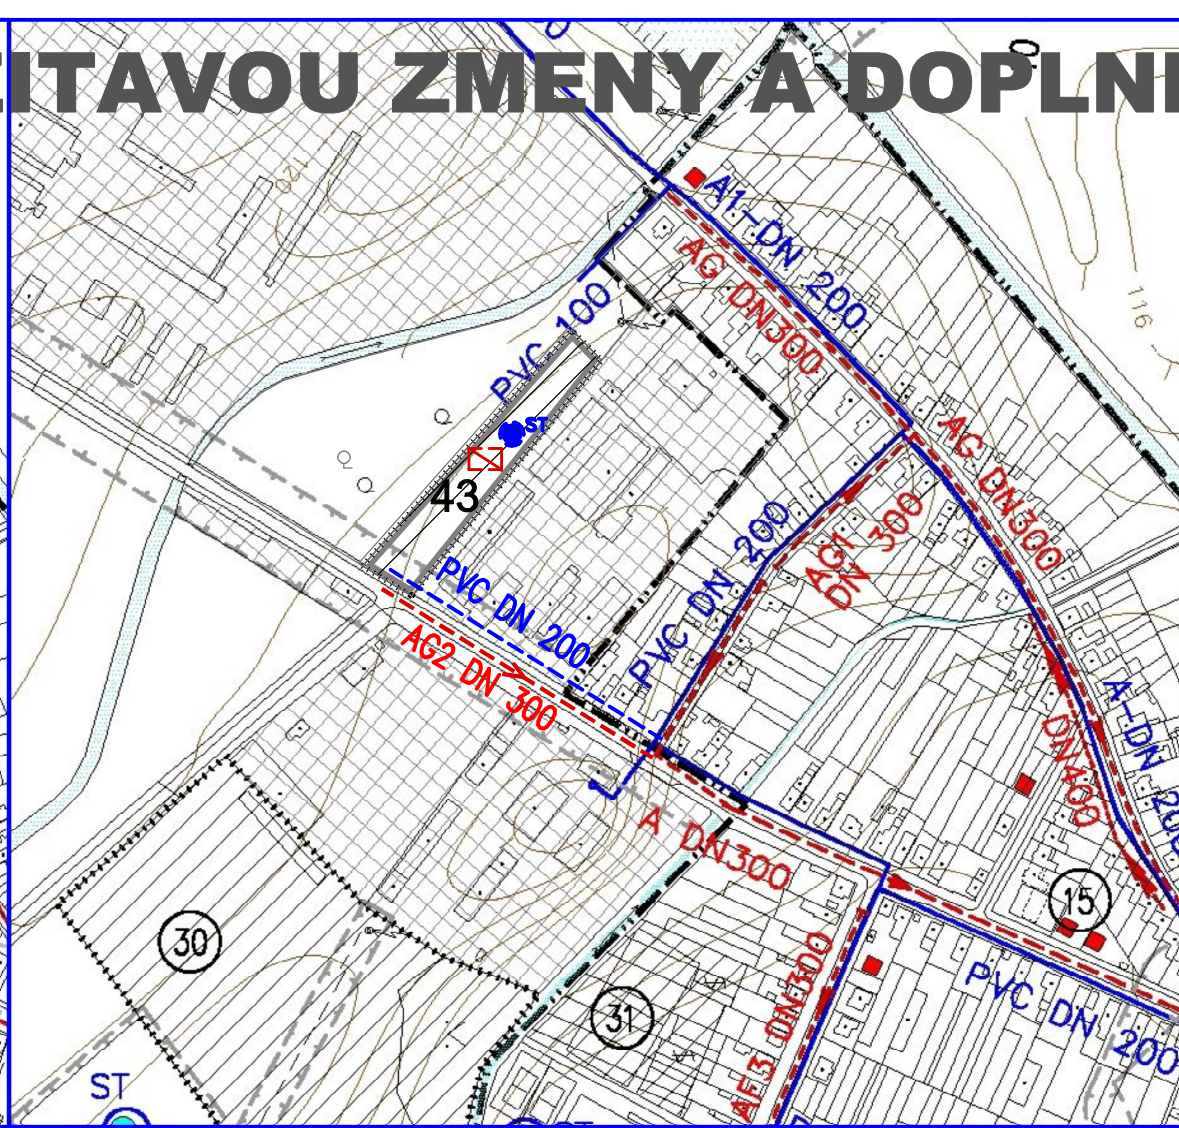 ITAVOU ZMENY A DOPLN
A1-DN 200
AG DN300
120
116
PVC 100
ST
43
AG DN300
PVC DN 200
AG1
DN 300
PVC DN 200
AG2 DN 300
A-DN 200
DN400
A DN300
15
30
31
AF3 DN300
PVC DN 200
ST
ST